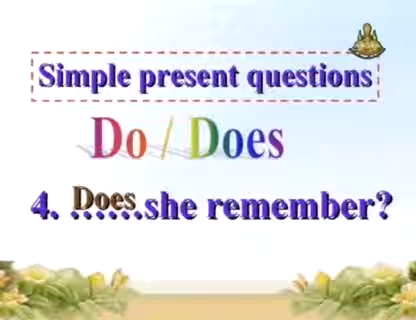 Simple present questions
Do / Does
4. Does......she remember?